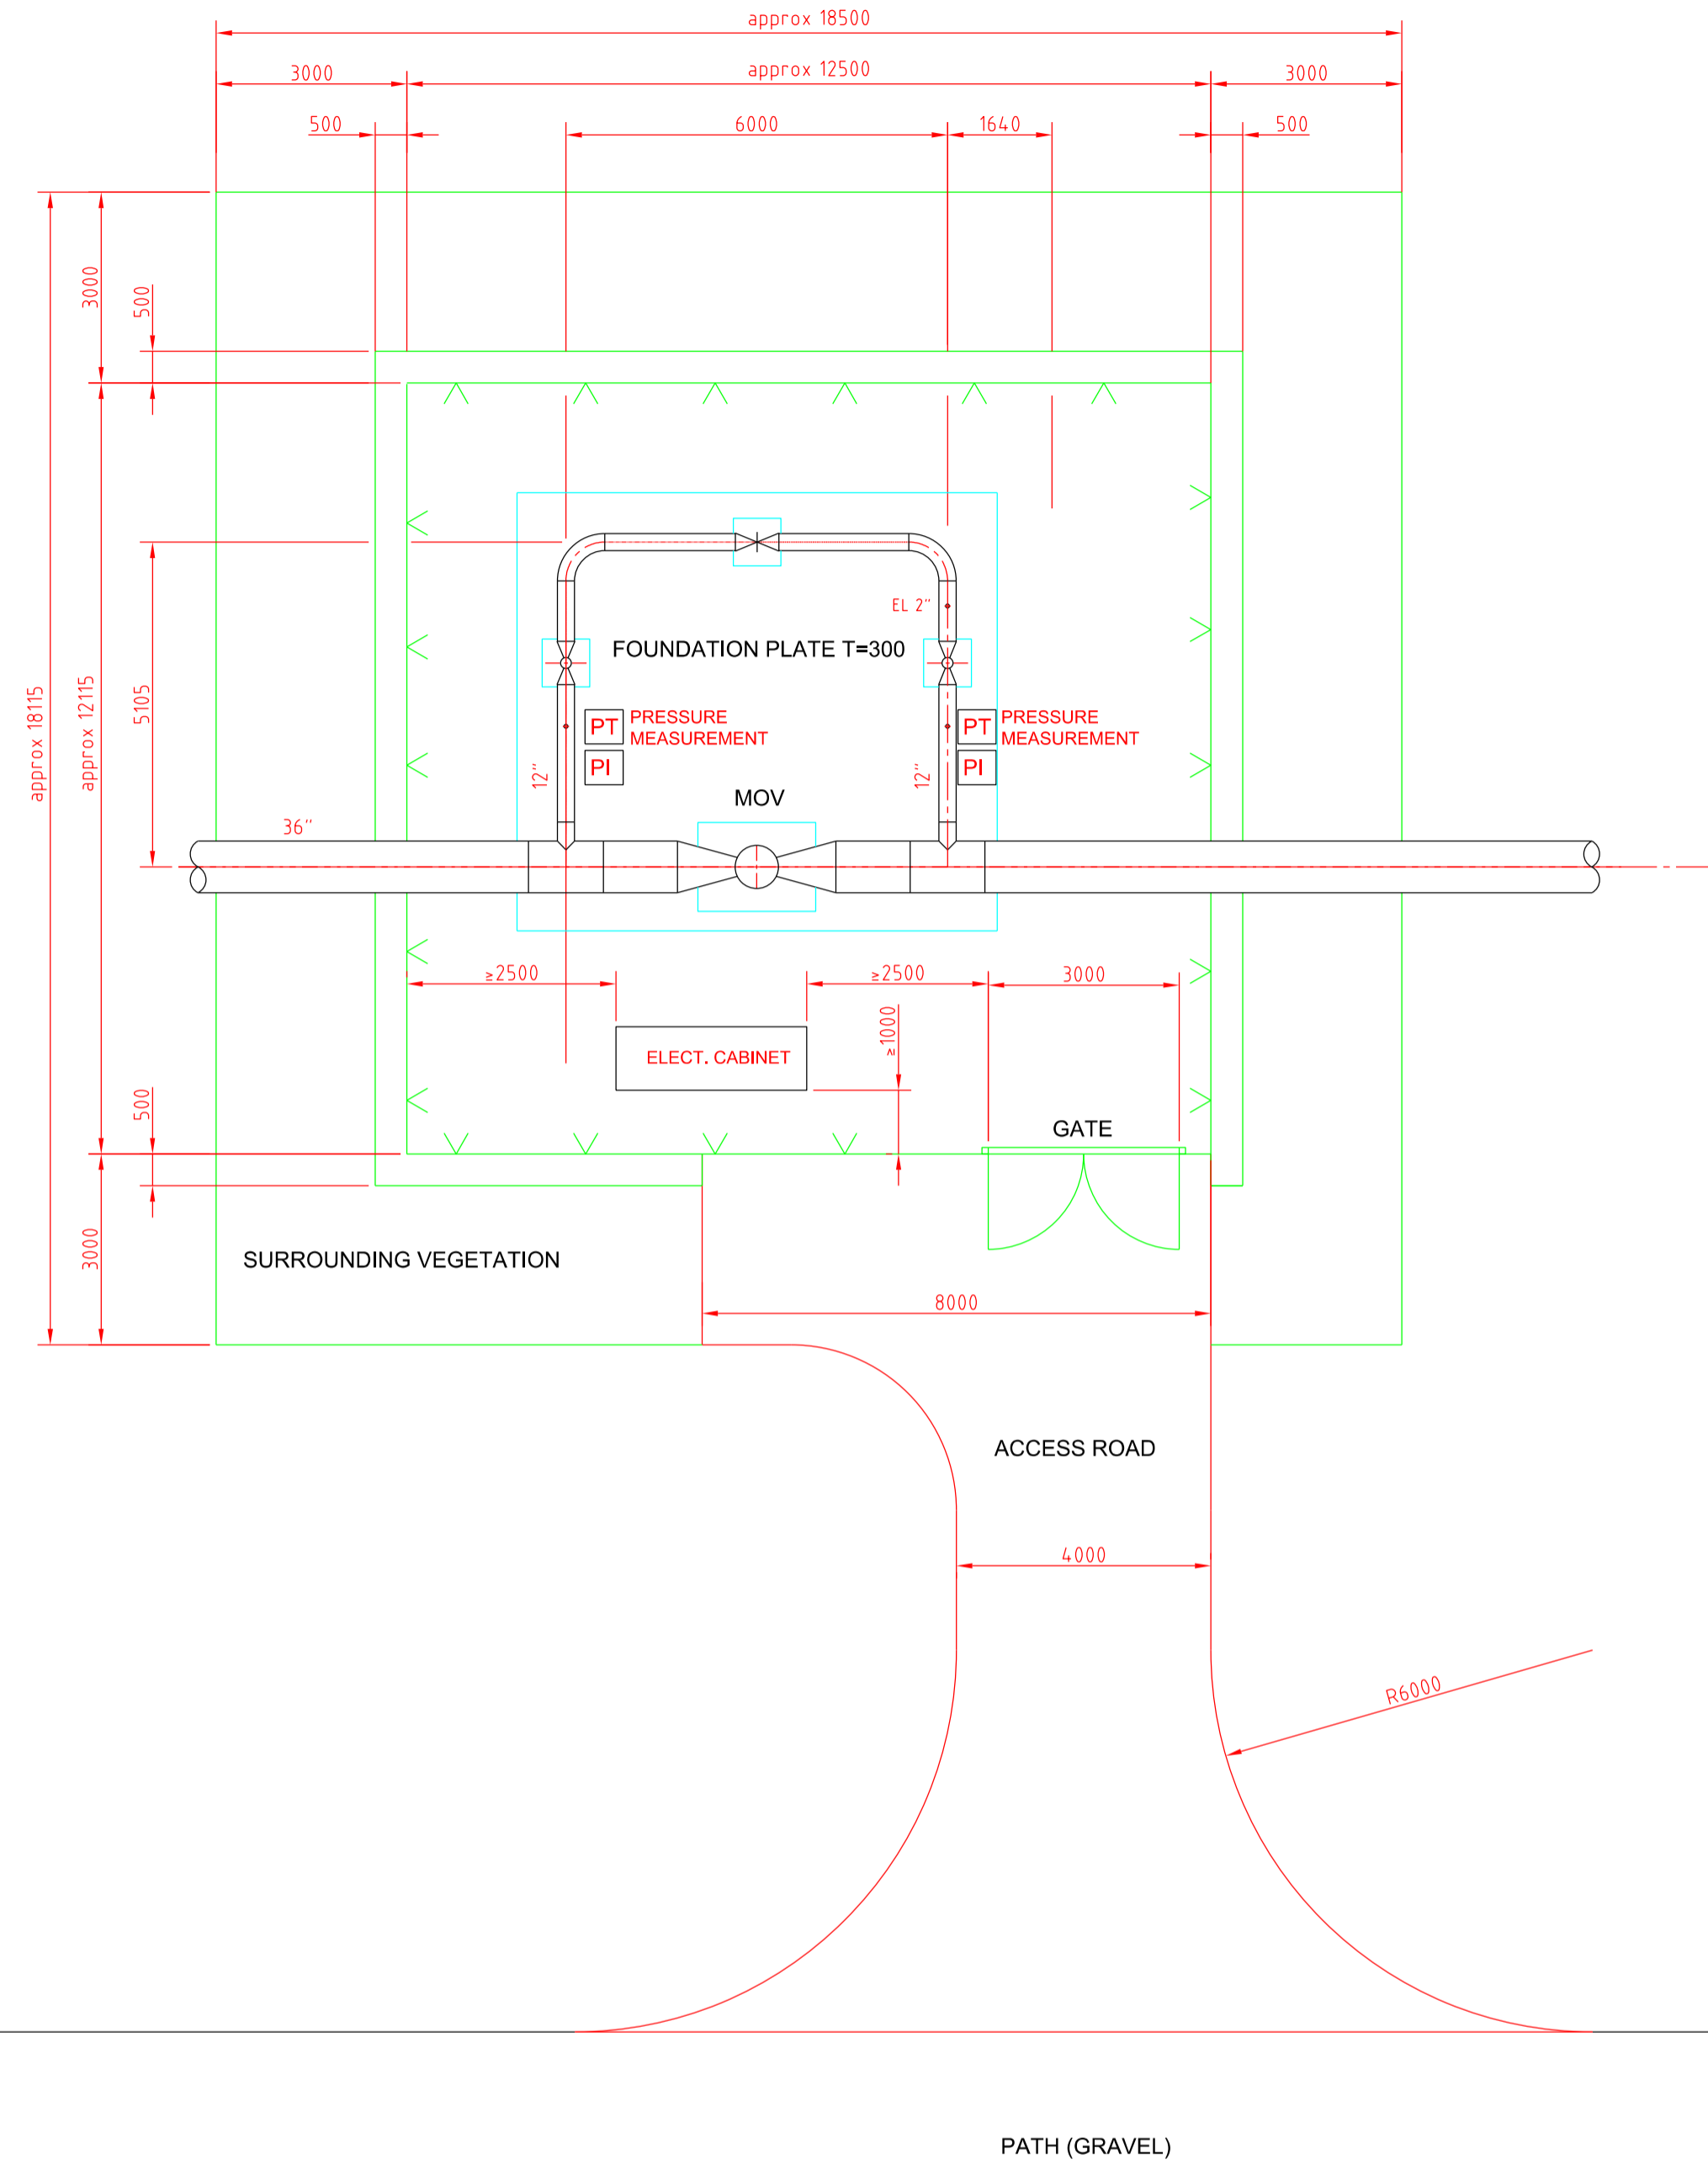 approx 18500
3000
approx 12500
3000
500
6000
1640
500
3000
500
approx 18115
approx 12115
5105
EL 2"
FOUNDATION PLATE T=300
PT
PRESSURE
MEASUREMENT
PI
PT
PRESSURE
MEASUREMENT
PI
12"
12"
MOV
36"
≥2500
≥2500
3000
≥1000
ELECT. CABINET
500
GATE
3000
SURROUNDING VEGETATION
8000
ACCESS ROAD
4000
R6000
PATH (GRAVEL)